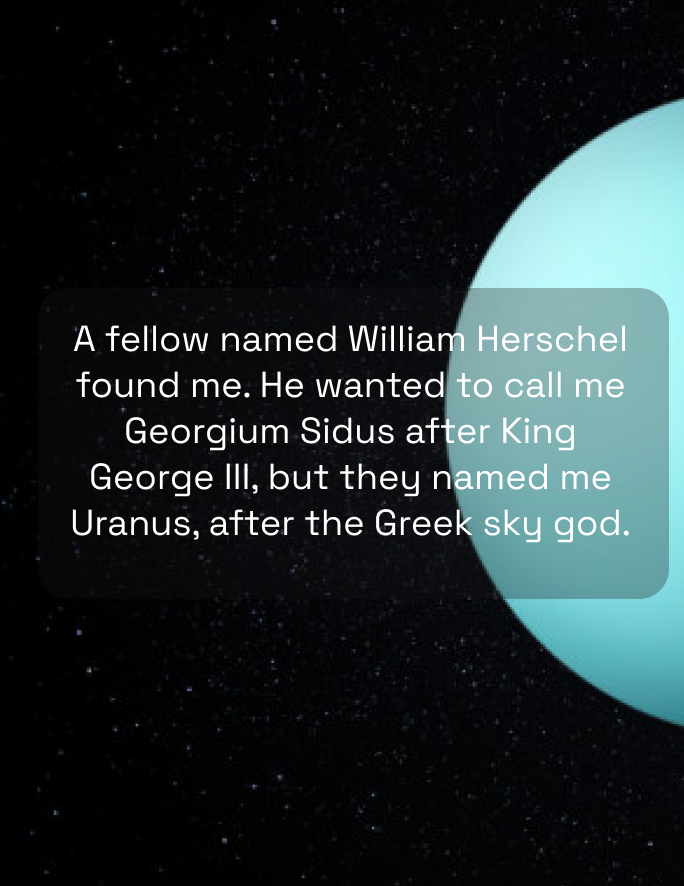 A fellow named William Herschel
found me. He wanted to call me
Georgium Sidus after King
George III, but they named me
Uranus, after the Greek sky god.